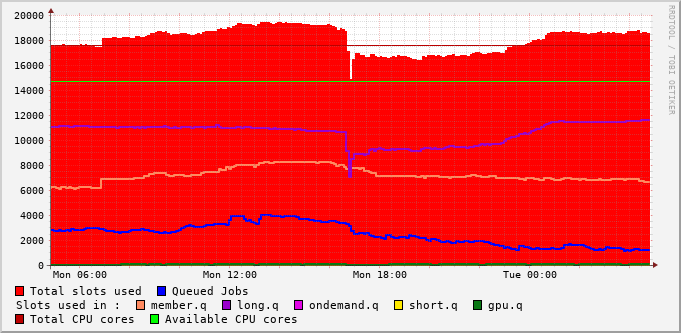 RRDTOOL / TOBI OETIKER
20000
18000
16000
14000
12000
10000
8000
6000
4000
2000
0
Mon 06:00 Mon 12:00 Mon 18:00 Tue 00:00
Total slots used Queued Jobs
Slots used in : member.q long.q ondemand.q short.q gpu.q
Total CPU cores Available CPU cores